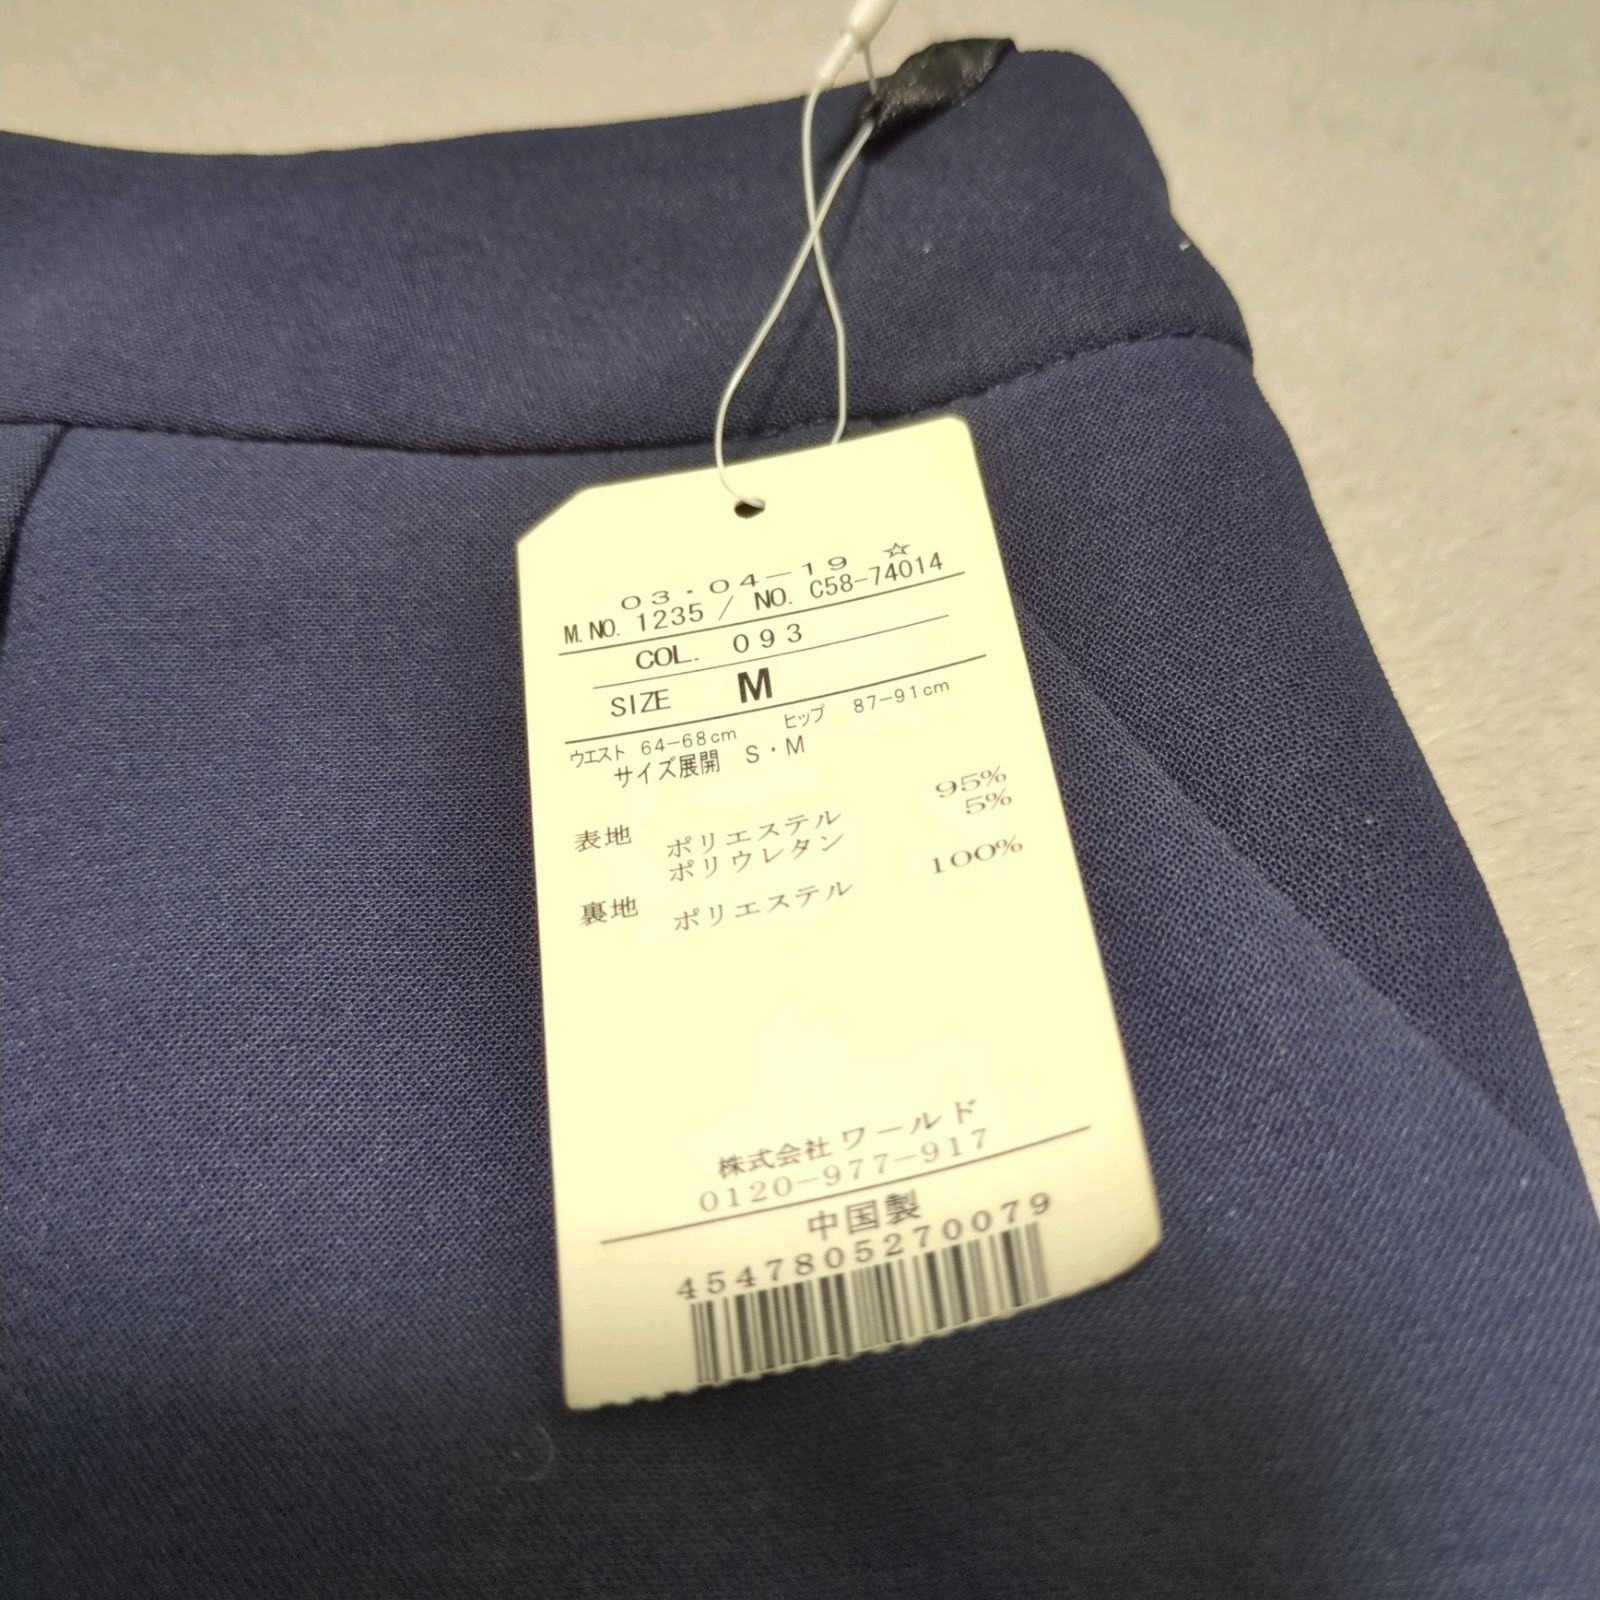 03・04－19 ☆
M.NO. 1235 / NO. C58-74014
COL. 093
SIZE M
ウエスト 64－68cm ヒップ 87－91cm
サイズ展開 S・M
表地 ポリエステル 95%
ポリウレタン 5%
裏地 ポリエステル 100%
株式会社ワールド
0120－977－917
中国製
4547805270079